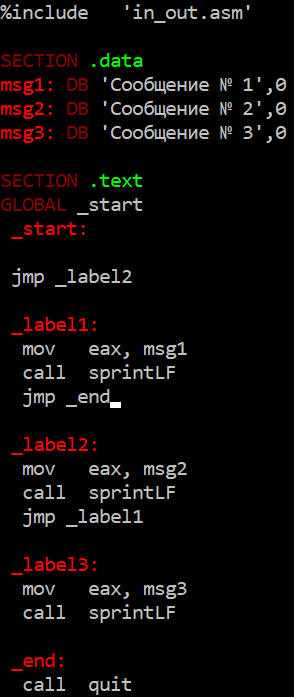 %include   'in_out.asm'
SECTION .data
msg1: DB 'Сообщение № 1',0
msg2: DB 'Сообщение № 2',0
msg3: DB 'Сообщение № 3',0
SECTION .text
GLOBAL _start
_start:
jmp _label2
_label1:
mov   eax, msg1
call  sprintLF
jmp _end
_label2:
mov   eax, msg2
call  sprintLF
jmp _label1
_label3:
mov   eax, msg3
call  sprintLF
_end:
call  quit